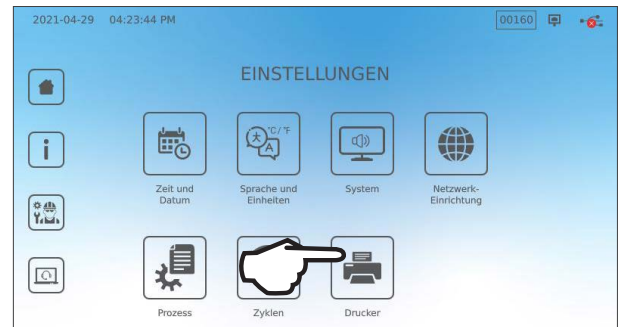 2021-04-29 04:23:44 PM
00160
EINSTELLUNGEN
°C/°F
A
i
Zeit und
Datum
Sprache und
Einheiten
System
Netzwerk-
Einrichtung
Prozess
Zyklen
Drucker